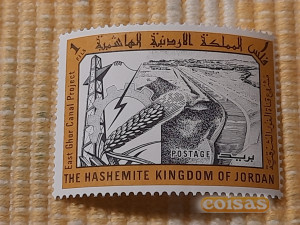 1 فلس المملكة الاردنية الهاشمية
East Ghor Canal Project
POSTAGE بريد
THE HASHEMITE KINGDOM OF JORDAN
coisas